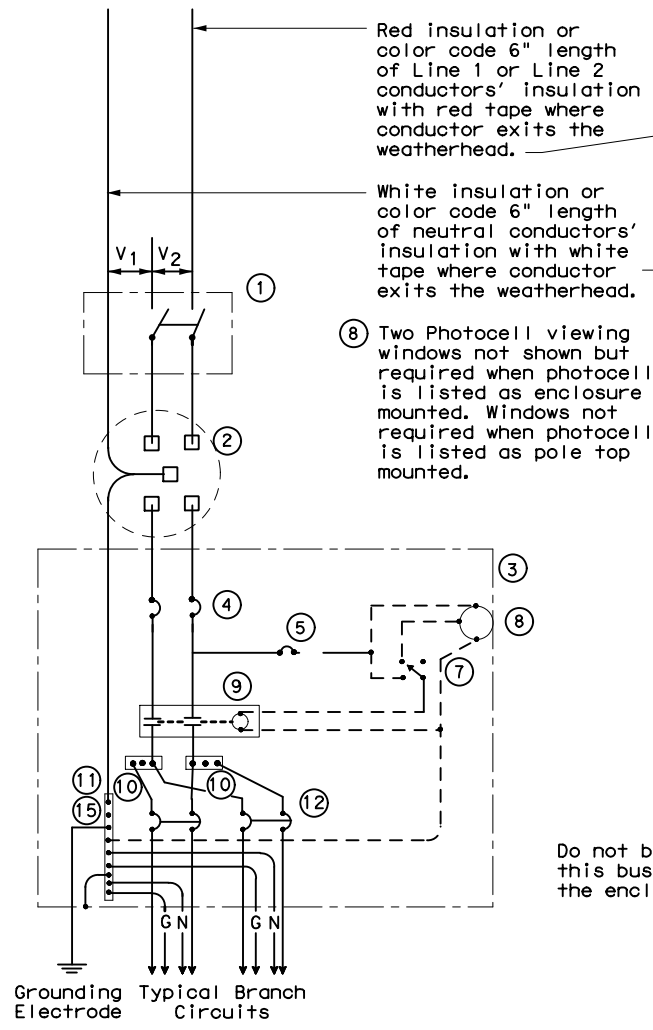 Red insulation or
color code 6" length
of Line 1 or Line 2
conductors' insulation
with red tape where
conductor exits the
weatherhead.
White insulation or
color code 6" length
of neutral conductors'
insulation with white
tape where conductor
exits the weatherhead.
V1 V2
1
8 Two Photocell viewing
windows not shown but
required when photocell
is listed as enclosure
mounted. Windows not
required when photocell
is listed as pole top
mounted.
2
3
4
5
8
7
9
11
10
10
12
15
Do not b
this bus
the encl
G N
G N
Grounding
Electrode
Typical Branch
Circuits